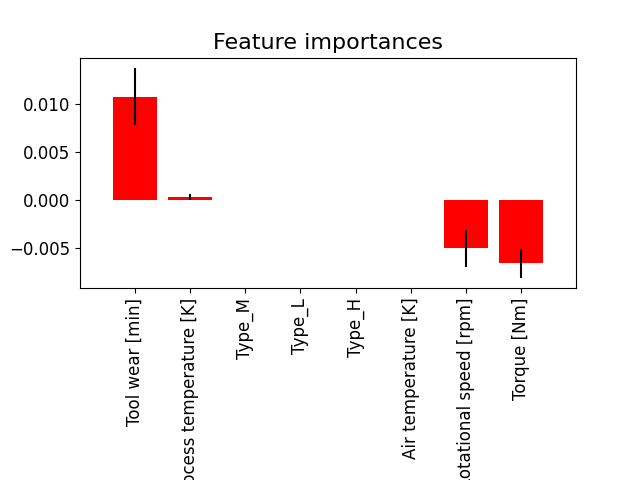 Feature importances
0.010
0.005
0.000
−0.005
Tool wear [min]
ocess temperature [K]
Type_M
Type_L
Type_H
Air temperature [K]
otational speed [rpm]
Torque [Nm]